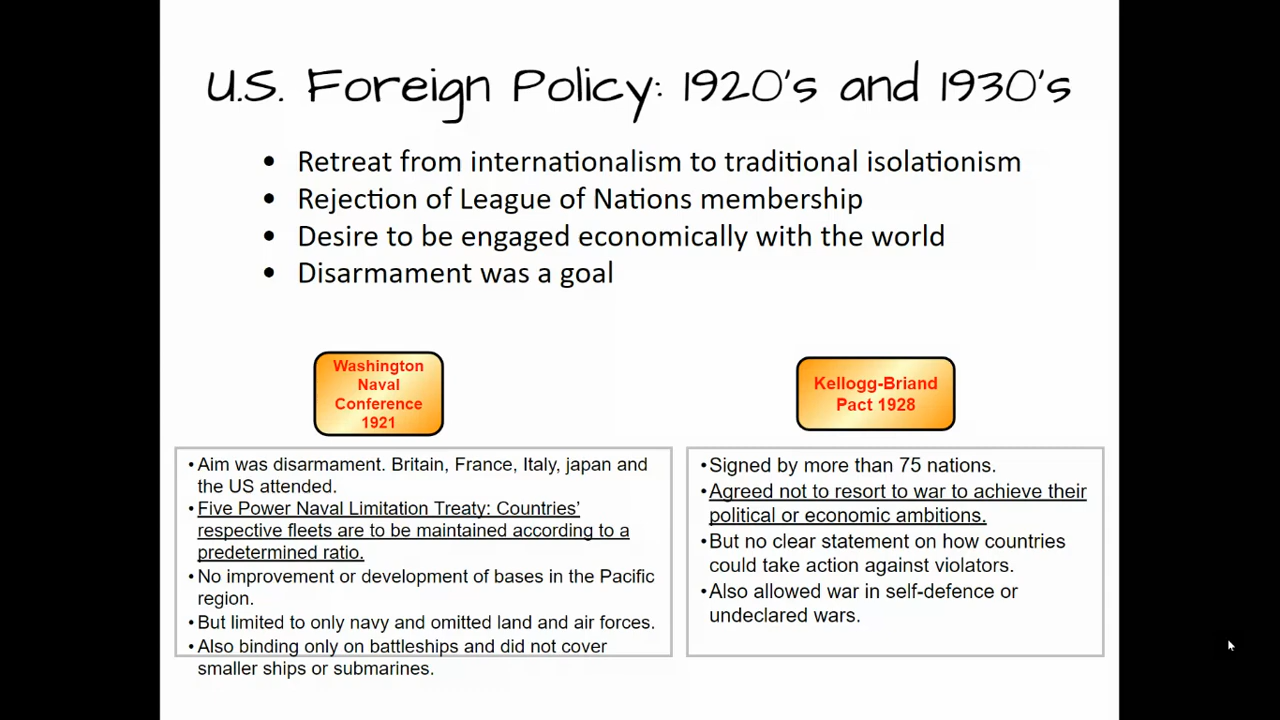 U.S. Foreign Policy: 1920's and 1930's
• Retreat from internationalism to traditional isolationism
• Rejection of League of Nations membership
• Desire to be engaged economically with the world
• Disarmament was a goal
Washington
Naval
Conference
1921
•Aim was disarmament. Britain, France, Italy, japan and
the US attended.
•Five Power Naval Limitation Treaty: Countries’
respective fleets are to be maintained according to a
predetermined ratio.
•No improvement or development of bases in the Pacific
region.
•But limited to only navy and omitted land and air forces.
•Also binding only on battleships and did not cover
smaller ships or submarines.
Kellogg-Briand
Pact 1928
•Signed by more than 75 nations.
•Agreed not to resort to war to achieve their
political or economic ambitions.
•But no clear statement on how countries
could take action against violators.
•Also allowed war in self-defence or
undeclared wars.